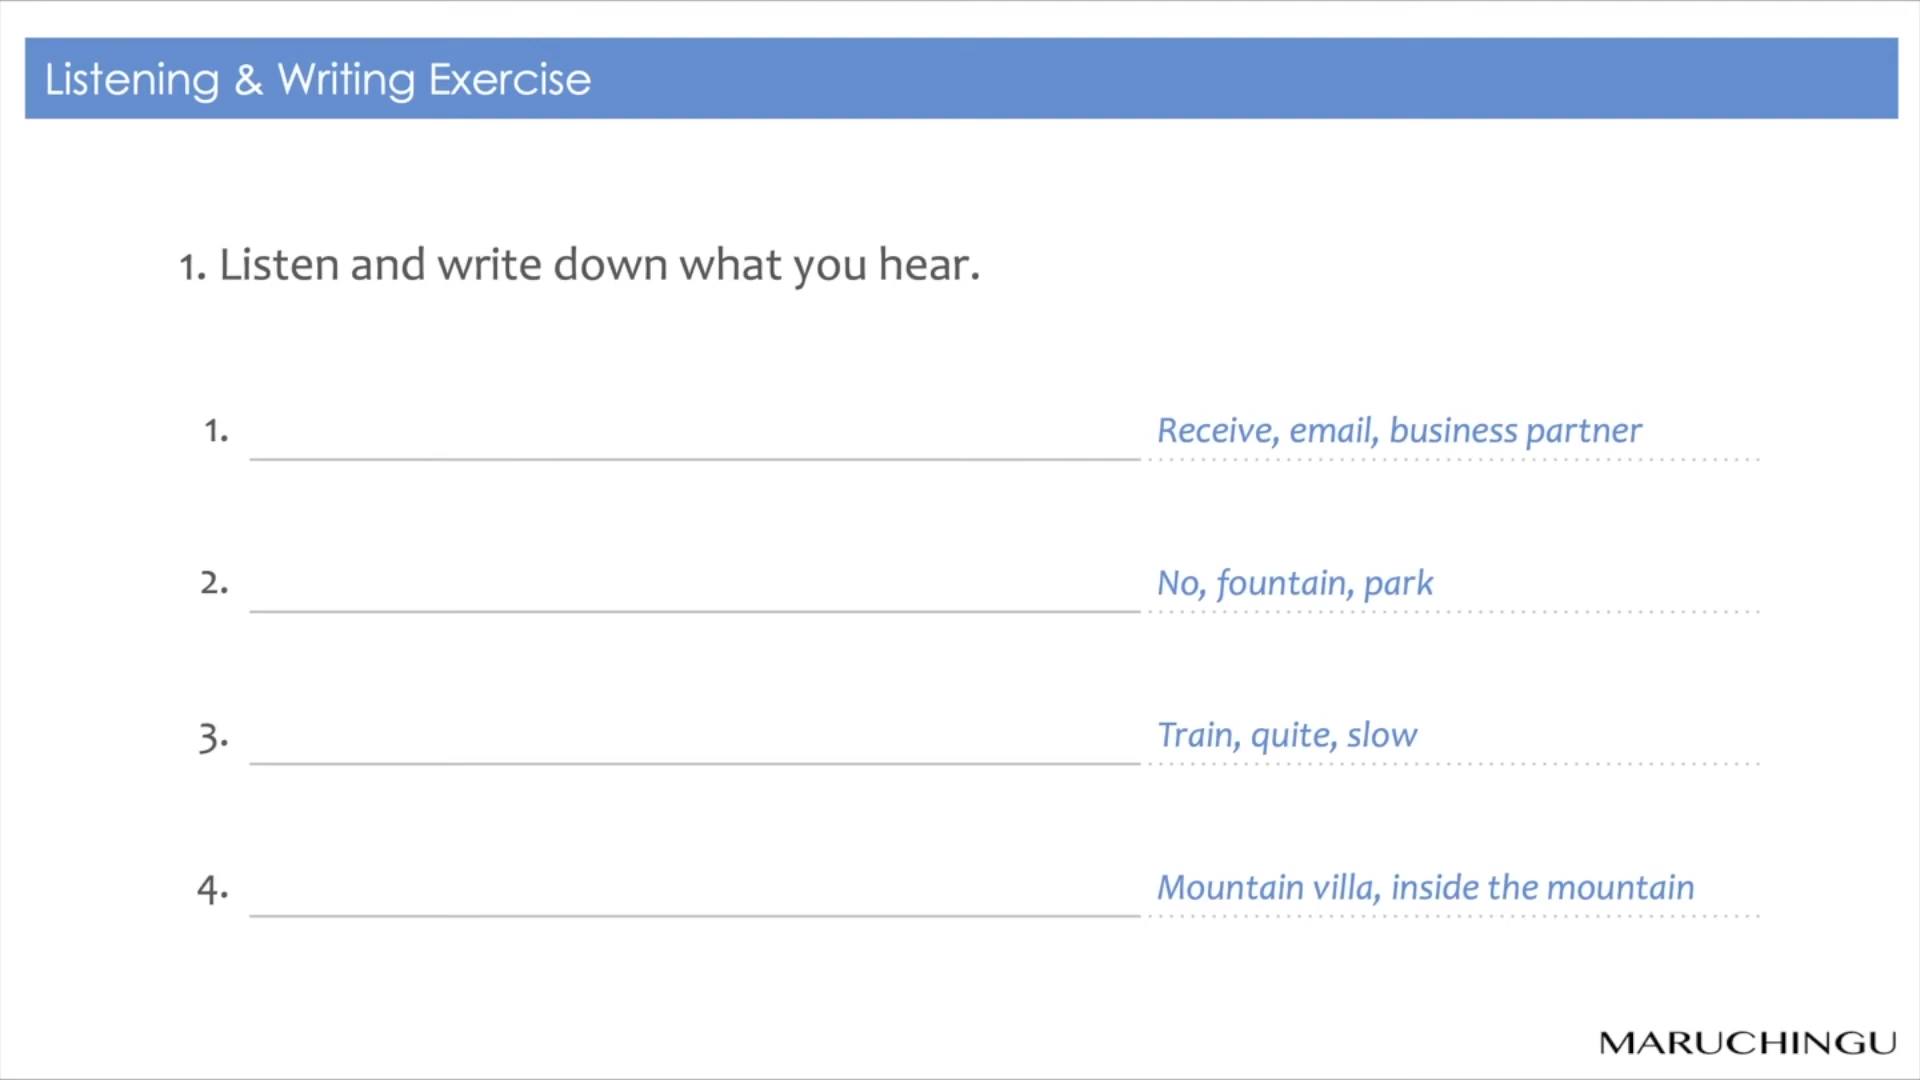 Listening & Writing Exercise
1. Listen and write down what you hear.
1. Receive, email, business partner
2. No, fountain, park
3. Train, quite, slow
4. Mountain villa, inside the mountain
MARUCHINGU